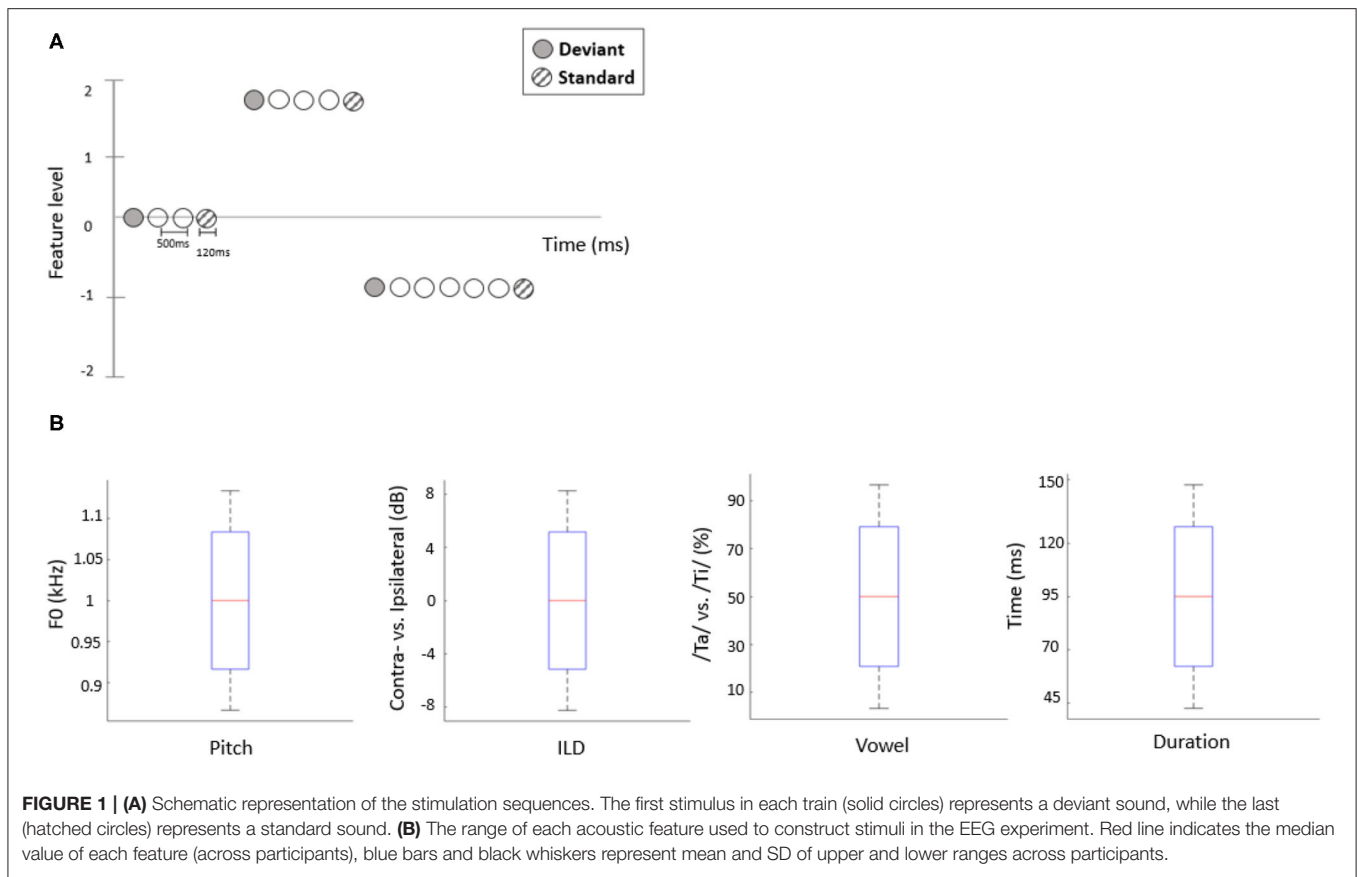 A
Deviant
Standard
2
1
0
-1
-2
Feature level
500ms
120ms
Time (ms)
B
F0 (kHz)
1.1
1.05
1
0.95
0.9
Pitch
Contra- vs. Ipsilateral (dB)
8
4
0
-4
-8
ILD
/Ta/ vs. /Ti/ (%)
90
70
50
30
10
Vowel
Time (ms)
150
120
95
70
45
Duration
FIGURE 1 | (A) Schematic representation of the stimulation sequences. The first stimulus in each train (solid circles) represents a deviant sound, while the last
(hatched circles) represents a standard sound. (B) The range of each acoustic feature used to construct stimuli in the EEG experiment. Red line indicates the median
value of each feature (across participants), blue bars and black whiskers represent mean and SD of upper and lower ranges across participants.